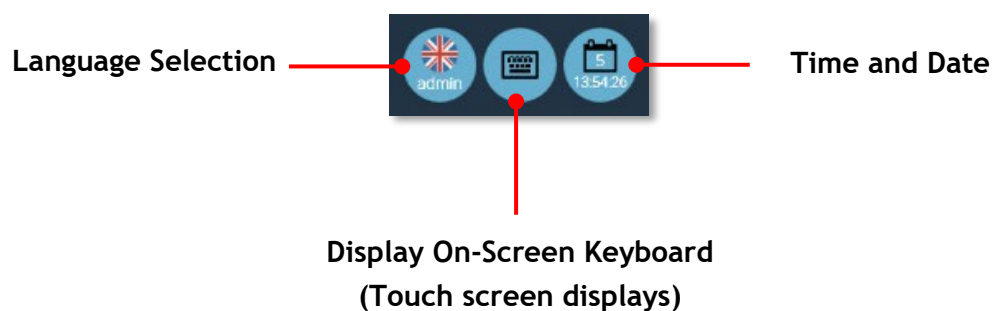 Language Selection
admin
5
13.54.26
Time and Date
Display On-Screen Keyboard
(Touch screen displays)